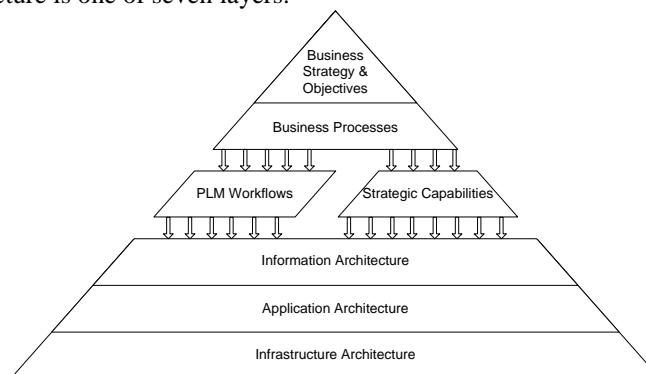 cture is one of seven layers.
Business
Strategy &
Objectives
Business Processes
PLM Workflows
Strategic Capabilities
Information Architecture
Application Architecture
Infrastructure Architecture